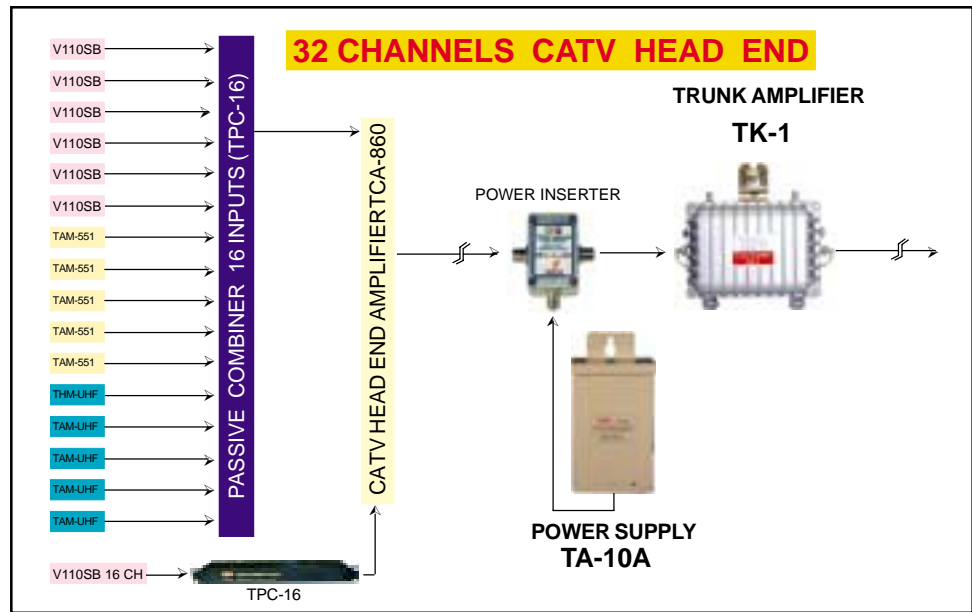 32 CHANNELS CATV HEAD END
V110SB
V110SB
V110SB
V110SB
V110SB
V110SB
TAM-551
TAM-551
TAM-551
TAM-551
TAM-551
THM-UHF
TAM-UHF
TAM-UHF
TAM-UHF
TAM-UHF
V110SB 16 CH
PASSIVE COMBINER 16 INPUTS (TPC-16)
TPC-16
CATV HEAD END AMPLIFIERTCA-860
POWER INSERTER
TRUNK AMPLIFIER
TK-1
POWER SUPPLY
TA-10A